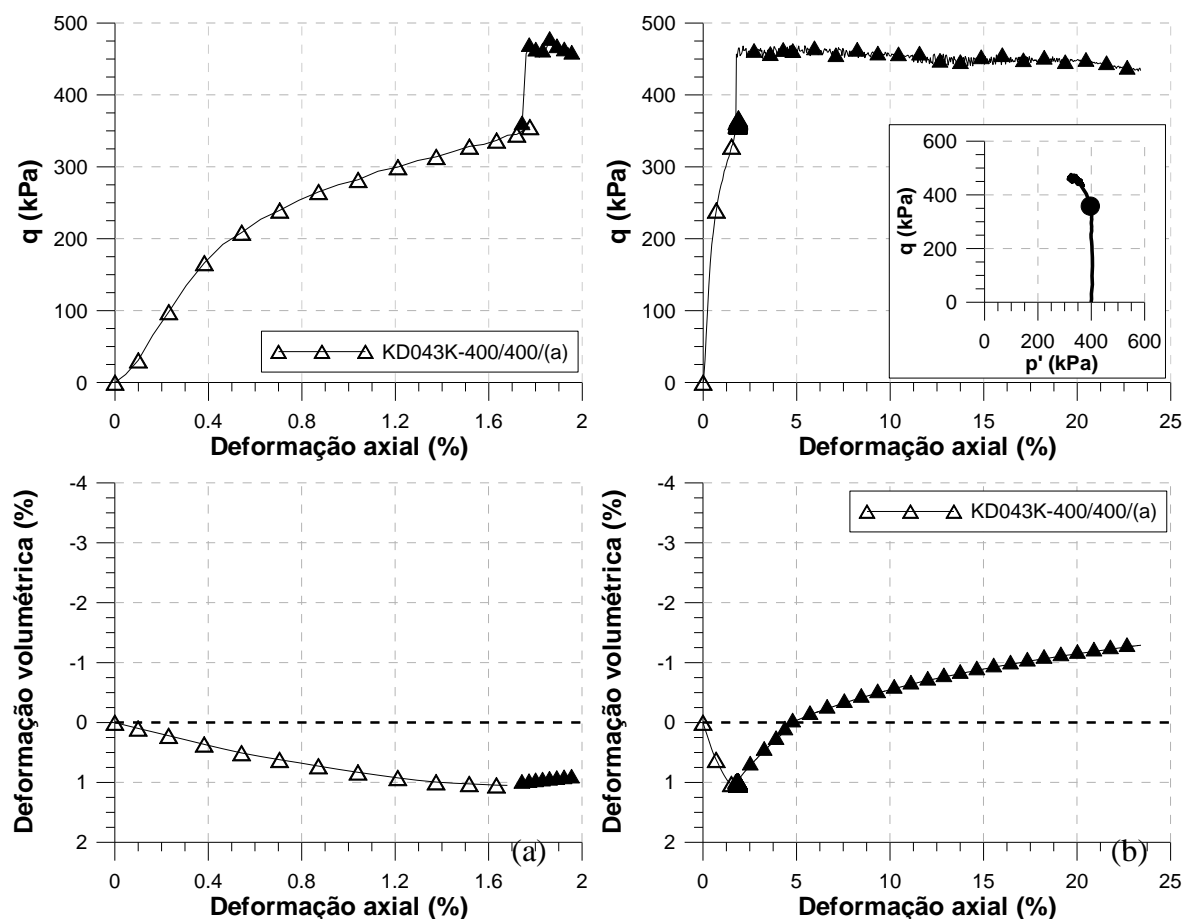 500
400
300
200
100
0
q (kPa)
0 0.4 0.8 1.2 1.6 2
Deformação axial (%)
KD043K-400/400/(a)
500
400
300
200
100
0
q (kPa)
0 5 10 15 20 25
Deformação axial (%)
600
400
200
0
q (kPa)
0 200 400 600
p' (kPa)
-4
-3
-2
-1
0
1
2
Deformação volumétrica (%)
0 0.4 0.8 1.2 1.6 2
Deformação axial (%)
(a)
-4
-3
-2
-1
0
1
2
Deformação volumétrica (%)
KD043K-400/400/(a)
0 5 10 15 20 25
Deformação axial (%)
(b)